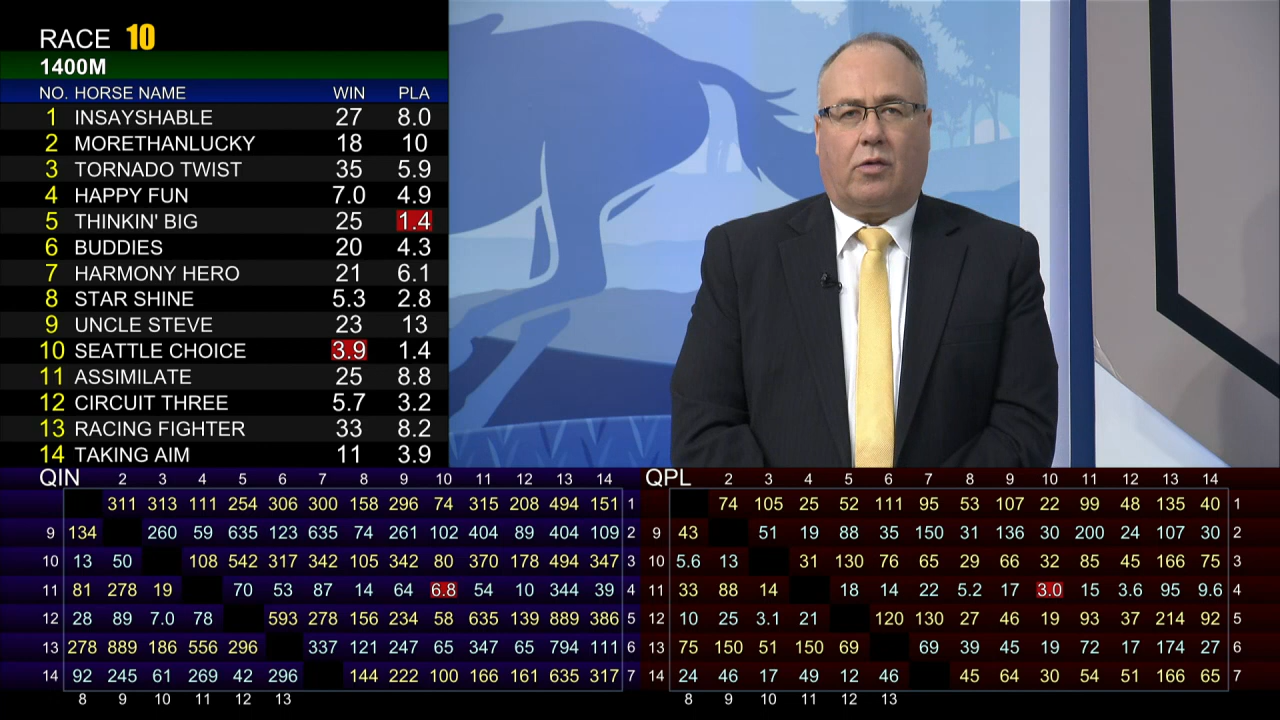 RACE 10
1400M
NO. HORSE NAME WIN PLA
1 INSAYSHABLE 27 8.0
2 MORETHANLUCKY 18 10
3 TORNADO TWIST 35 5.9
4 HAPPY FUN 7.0 4.9
5 THINKIN' BIG 25 1.4
6 BUDDIES 20 4.3
7 HARMONY HERO 21 6.1
8 STAR SHINE 5.3 2.8
9 UNCLE STEVE 23 13
10 SEATTLE CHOICE 3.9 1.4
11 ASSIMILATE 25 8.8
12 CIRCUIT THREE 5.7 3.2
13 RACING FIGHTER 33 8.2
14 TAKING AIM 11 3.9
QIN 2 3 4 5 6 7 8 9 10 11 12 13 14
311 313 111 254 306 300 158 296 74 315 208 494 151 1
9 134 260 59 635 123 635 74 261 102 404 89 404 109 2
10 13 50 108 542 317 342 105 342 80 370 178 494 347 3
11 81 278 19 70 53 87 14 64 6.8 54 10 344 39 4
12 28 89 7.0 78 593 278 156 234 58 635 139 889 386 5
13 278 889 186 556 296 337 121 247 65 347 65 794 111 6
14 92 245 61 269 42 296 144 222 100 166 161 635 317 7
8 9 10 11 12 13
QPL 2 3 4 5 6 7 8 9 10 11 12 13 14
74 105 25 52 111 95 53 107 22 99 48 135 40 1
9 43 51 19 88 35 150 31 136 30 200 24 107 30 2
10 5.6 13 31 130 76 65 29 66 32 85 45 166 75 3
11 33 88 14 18 14 22 5.2 17 3.0 15 3.6 95 9.6 4
12 10 25 3.1 21 120 130 27 46 19 93 37 214 92 5
13 75 150 51 150 69 69 39 45 19 72 17 174 27 6
14 24 46 17 49 12 46 45 64 30 54 51 166 65 7
8 9 10 11 12 13